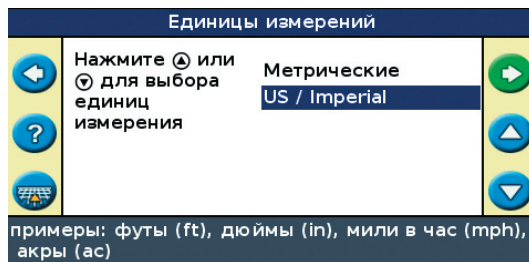 Единицы измерений
Нажмите ▲ или
▼ для выбора
единиц
измерения
Метрические
US / Imperial
?
примеры: футы (ft), дюймы (in), мили в час (mph),
акры (ac)